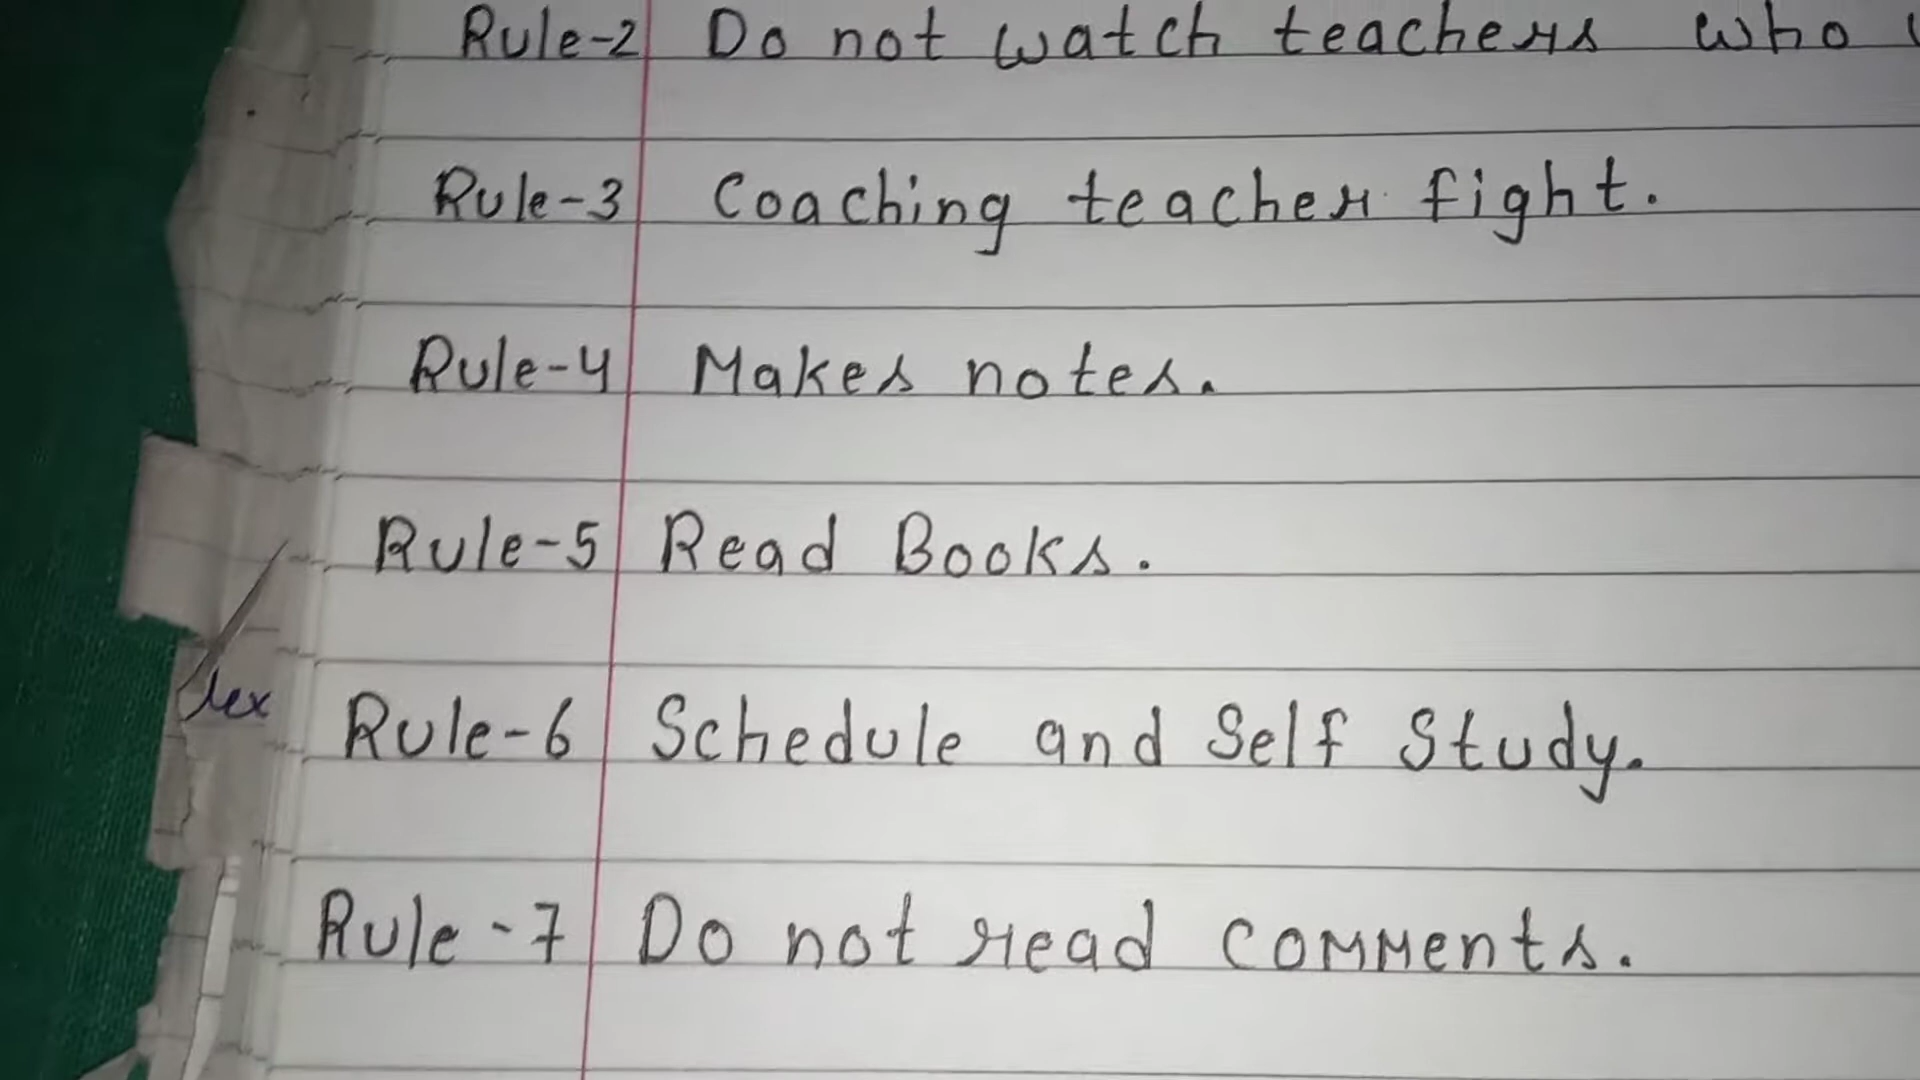 Rule-2 Do not watch teachers who
Rule-3 Coaching teacher fight.
Rule-4 Makes notes.
Rule-5 Read Books.
lex
Rule-6 Schedule and Self Study.
Rule-7 Do not read comments.